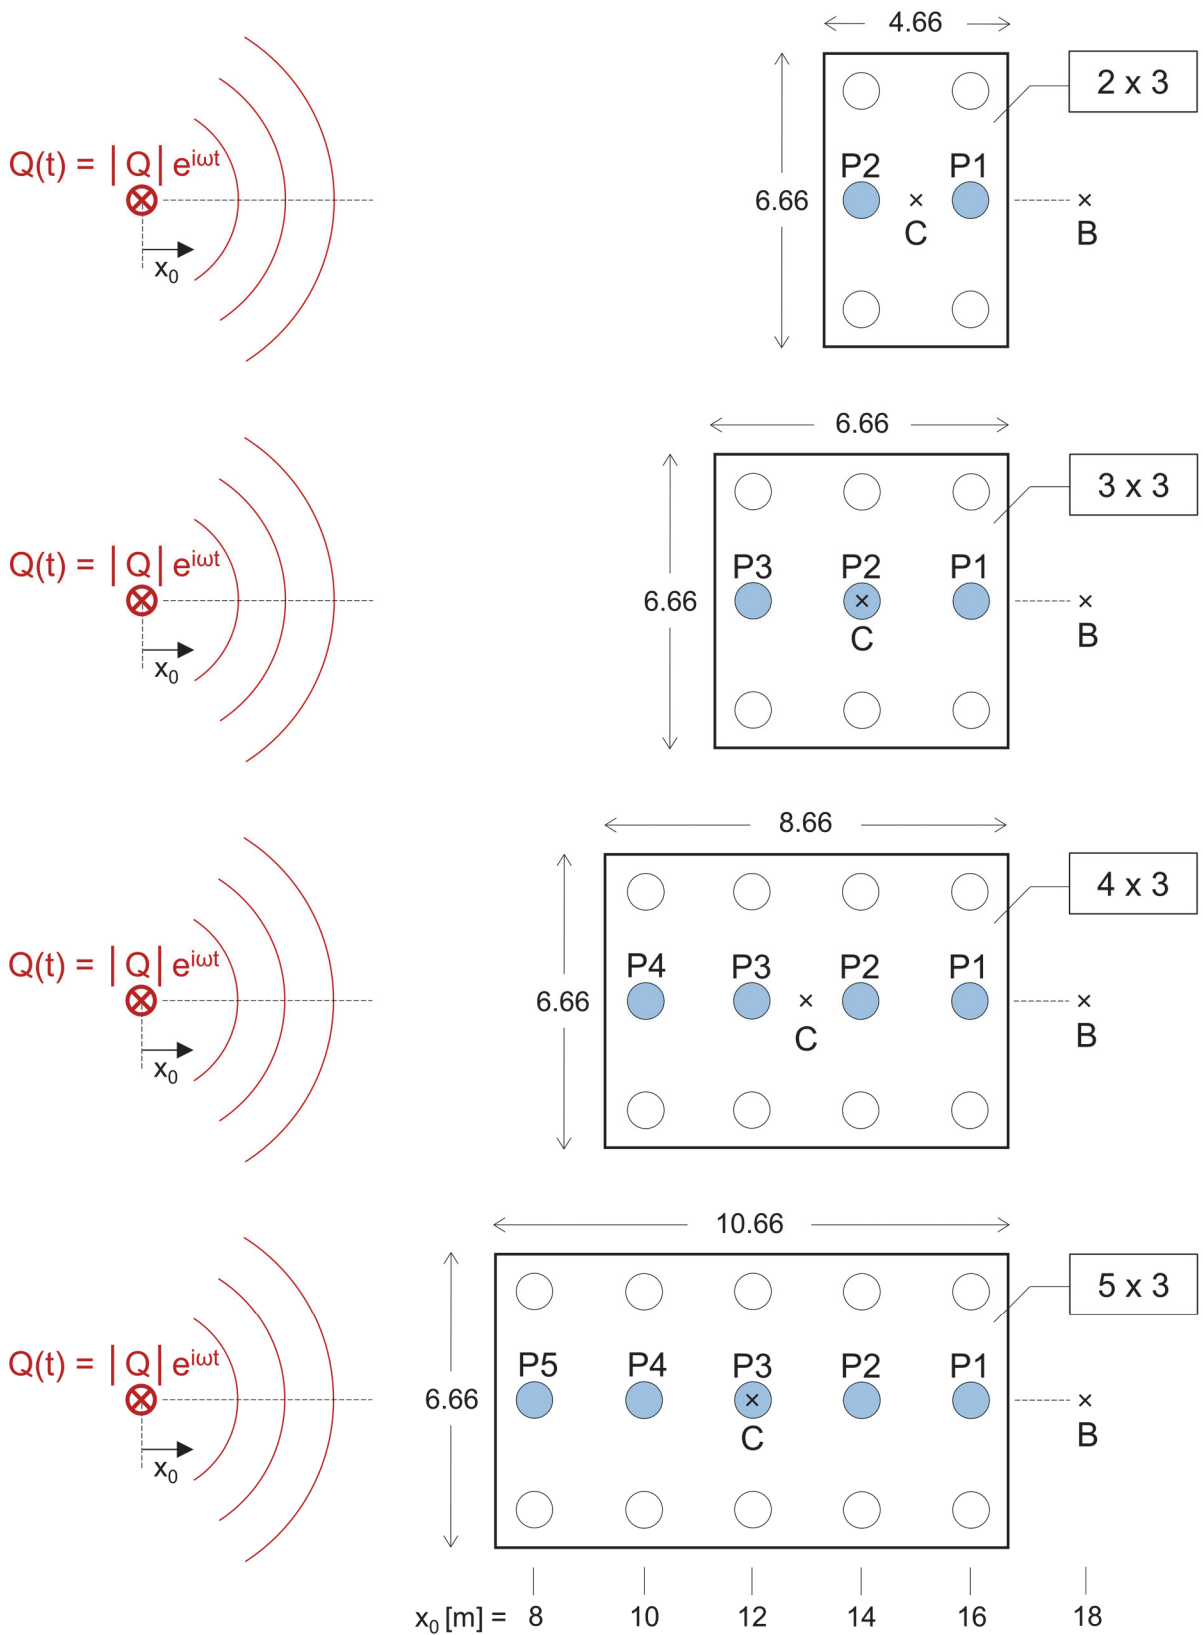 4.66
2 x 3
Q(t) = |Q| e^iωt
P2 P1
6.66
C B
x₀
6.66
3 x 3
Q(t) = |Q| e^iωt
P3 P2 P1
6.66
C B
x₀
8.66
4 x 3
Q(t) = |Q| e^iωt
P4 P3 P2 P1
6.66
C B
x₀
10.66
5 x 3
Q(t) = |Q| e^iωt
P5 P4 P3 P2 P1
6.66
C B
x₀
x₀ [m] = 8 10 12 14 16 18